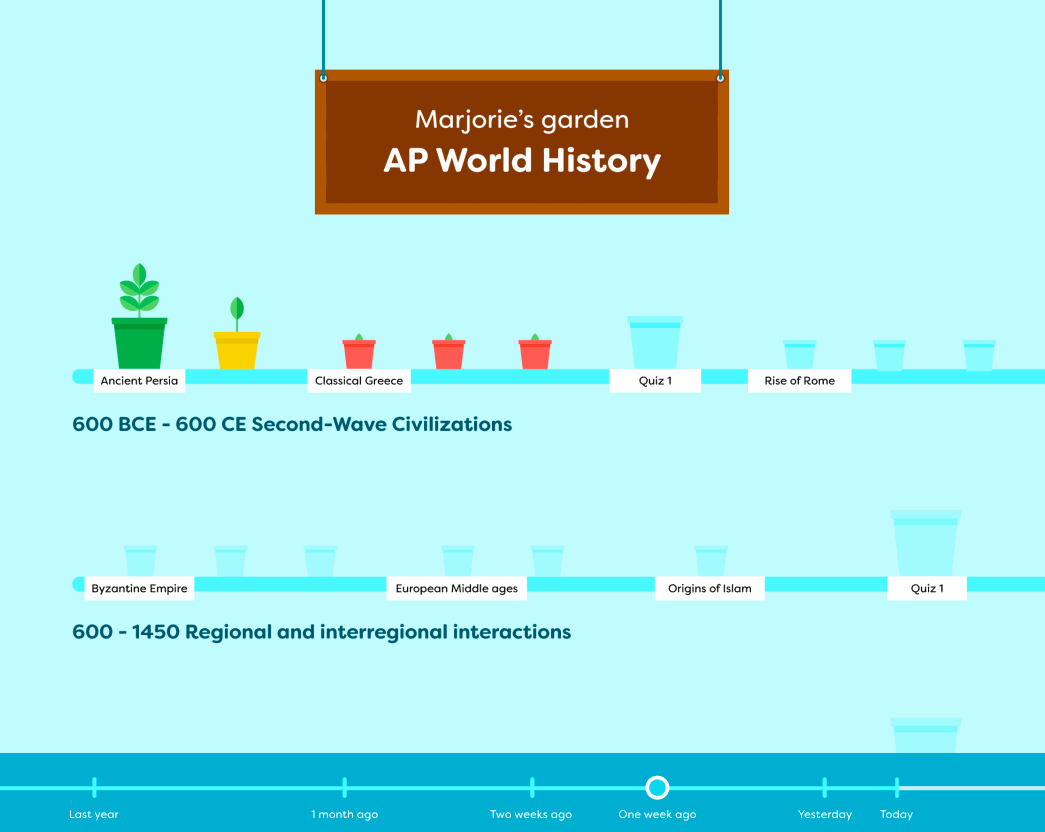 Marjorie’s garden
AP World History
Ancient Persia
Classical Greece
Quiz 1
Rise of Rome
600 BCE - 600 CE Second-Wave Civilizations
Byzantine Empire
European Middle ages
Origins of Islam
Quiz 1
600 - 1450 Regional and interregional interactions
Last year
1 month ago
Two weeks ago
One week ago
Yesterday
Today